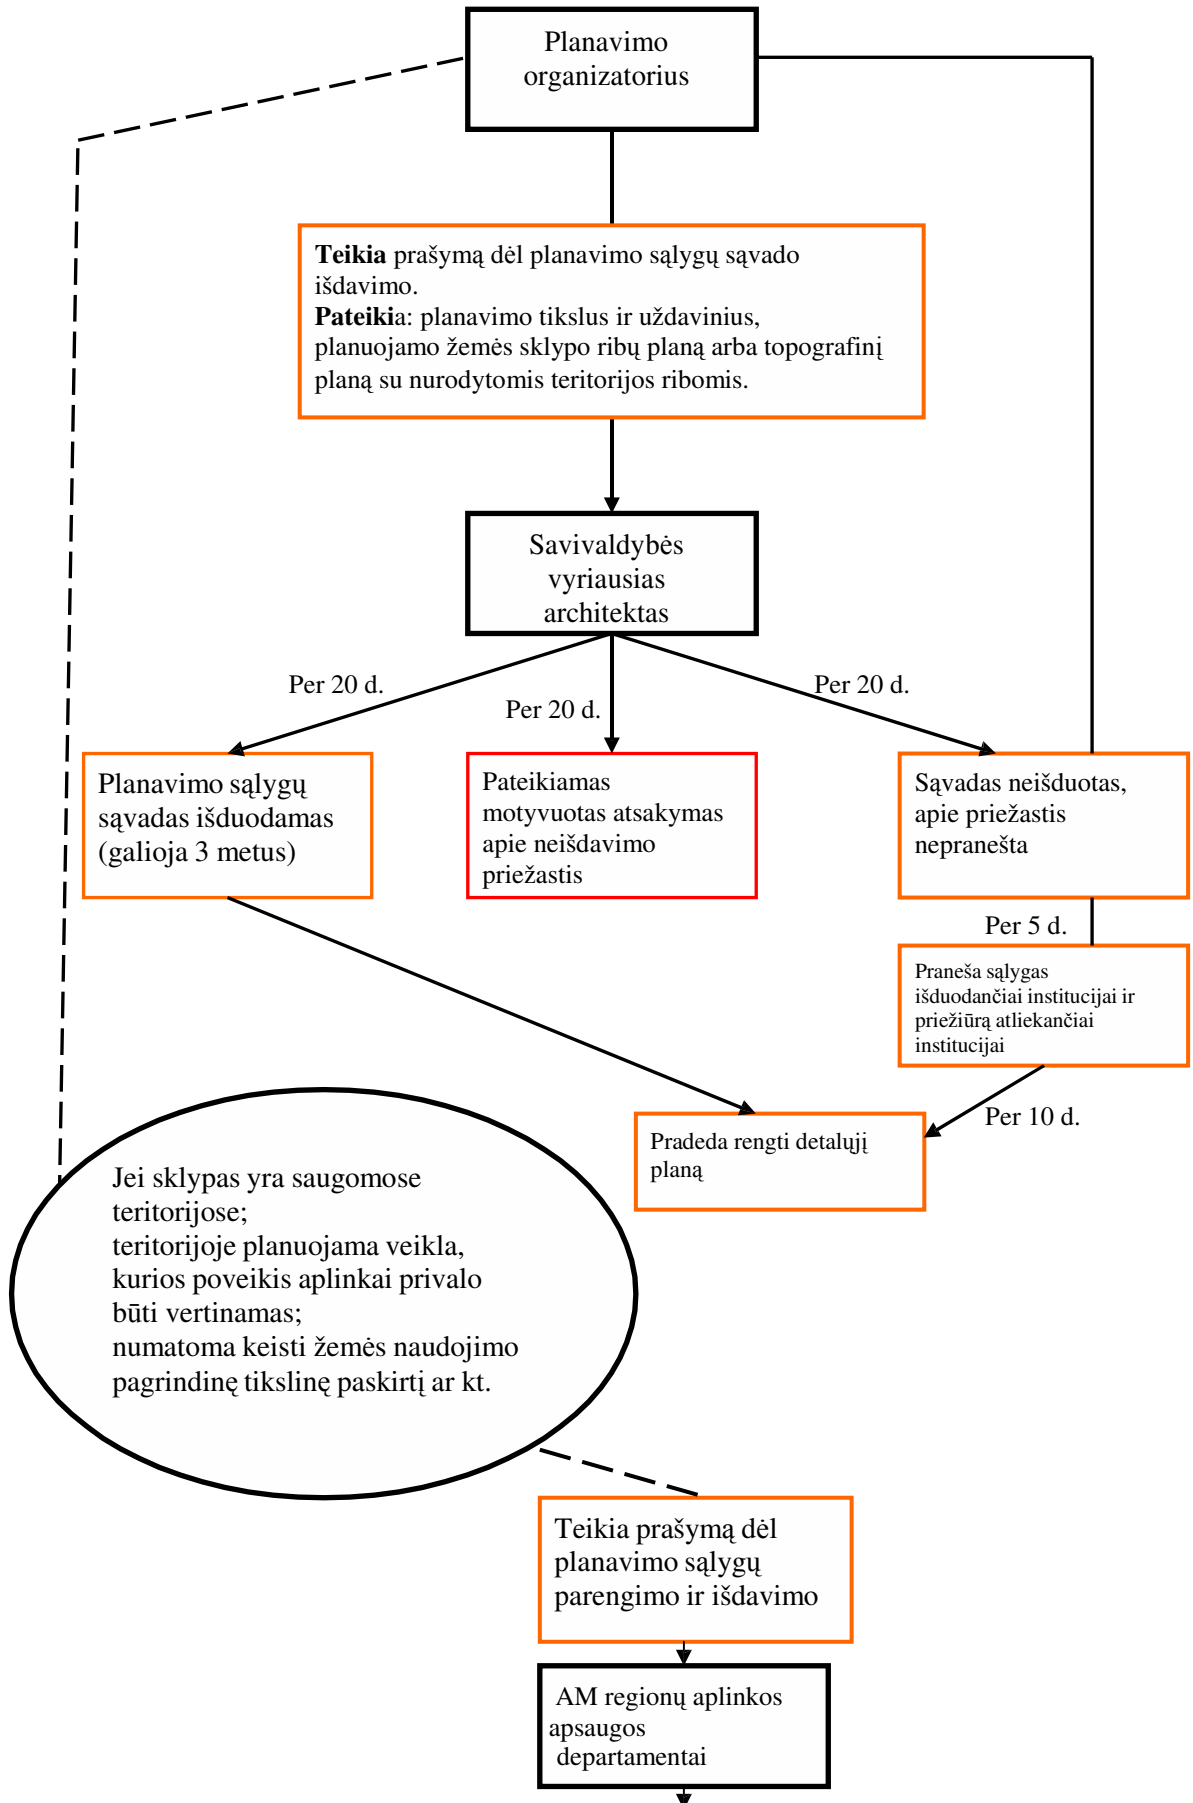 Planavimo
organizatorius
Teikia prašymą dėl planavimo sąlygų sąvado
išdavimo.
Pateikia: planavimo tikslus ir uždavinius,
planuojamo žemės sklypo ribų planą arba topografinį
planą su nurodytomis teritorijos ribomis.
Savivaldybės
vyriausias
architektas
Per 20 d.
Per 20 d.
Per 20 d.
Planavimo sąlygų
sąvadas išduodamas
(galioja 3 metus)
Pateikiamas
motyvuotas atsakymas
apie neišdavimo
priežastis
Sąvadas neišduotas,
apie priežastis
nepranešta
Per 5 d.
Praneša sąlygas
išduodančiai institucijai ir
priežiūrą atliekančiai
institucijai
Per 10 d.
Pradeda rengti detalųjį
planą
Jei sklypas yra saugomose
teritorijose;
teritorijoje planuojama veikla,
kurios poveikis aplinkai privalo
būti vertinamas;
numatoma keisti žemės naudojimo
pagrindinę tikslinę paskirtį ar kt.
Teikia prašymą dėl
planavimo sąlygų
parengimo ir išdavimo
AM regionų aplinkos
apsaugos
departamentai